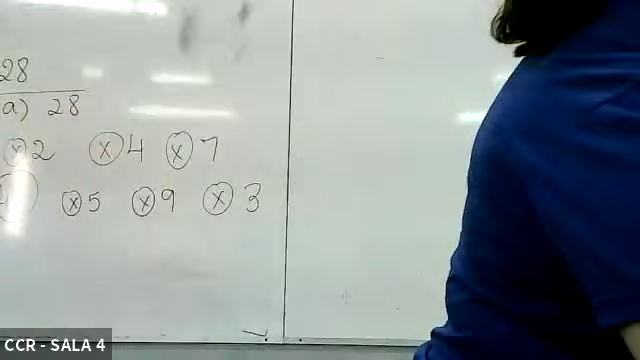 28
a) 28
ⓧ 2 ⓧ 4 ⓧ 7
ⓧ 5 ⓧ 9 ⓧ 3
CCR - SALA 4